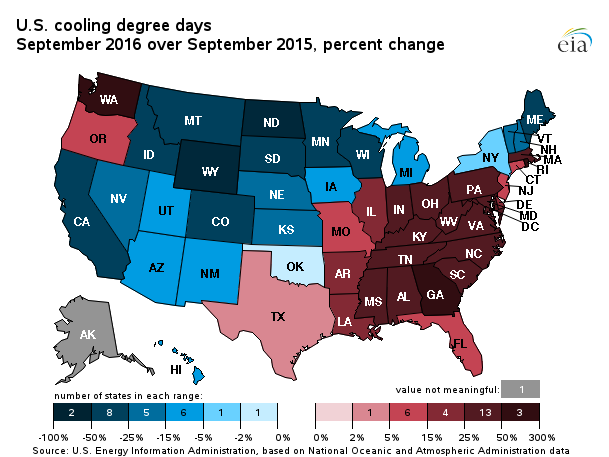 U.S. cooling degree days
September 2016 over September 2015, percent change
eia
WA
MT
ND
MN
ME
OR
ID
SD
WI
VT
NH
WY
MI
NY
MA
RI
CT
NV
UT
CO
NE
IA
IL
IN
OH
PA
NJ
DE
MD
DC
CA
KS
MO
KY
WV
VA
AZ
NM
OK
AR
TN
NC
SC
TX
LA
MS
AL
GA
FL
AK
HI
number of states in each range:
value not meaningful: 1
2 8 5 6 1 1
1 6 4 13 3
-100% -50% -25% -15% -5% -2% 0%
0% 2% 5% 15% 25% 50% 300%
Source: U.S. Energy Information Administration, based on National Oceanic and Atmospheric Administration data